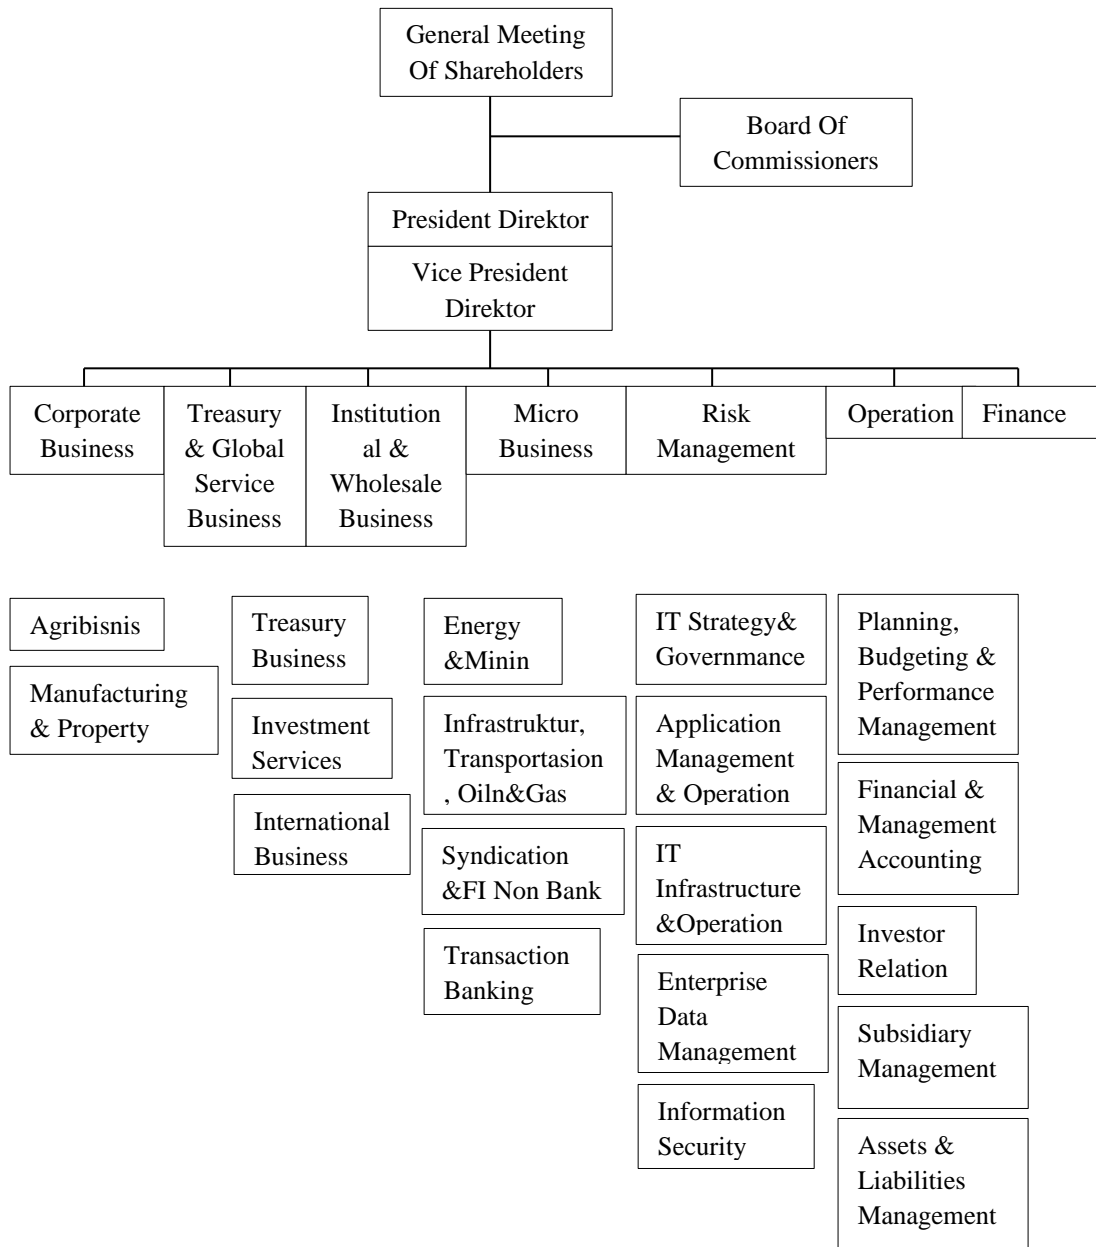 General Meeting
Of Shareholders
Board Of
Commissioners
President Direktor
Vice President
Direktor
Corporate
Business
Treasury
& Global
Service
Business
Institution
al &
Wholesale
Business
Micro
Business
Risk
Management
Operation
Finance
Agribisnis
Manufacturing
& Property
Treasury
Business
Investment
Services
International
Business
Energy
&Minin
Infrastruktur,
Transportasion
, Oiln&Gas
Syndication
&FI Non Bank
Transaction
Banking
IT Strategy&
Governmance
Application
Management
& Operation
IT
Infrastructure
&Operation
Enterprise
Data
Management
Information
Security
Planning,
Budgeting &
Performance
Management
Financial &
Management
Accounting
Investor
Relation
Subsidiary
Management
Assets &
Liabilities
Management